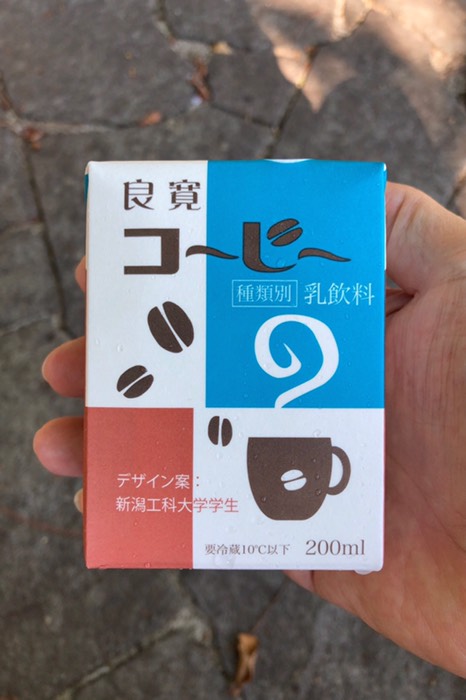 良寛
コーヒー
種類別 乳飲料
デザイン案：
新潟工科大学学生
要冷蔵10℃以下 200ml